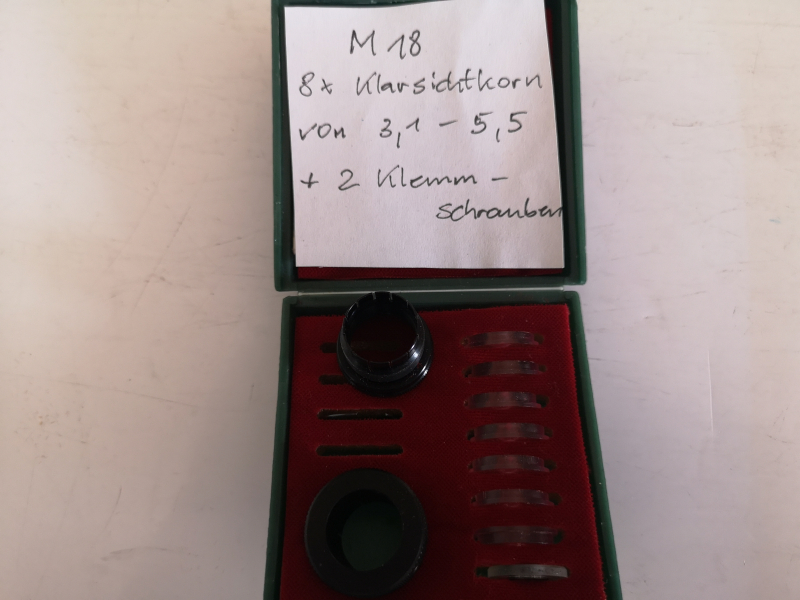 M 18
8x Klarsichtkorn
von 3,1 - 5,5
+ 2 Klemm -
schrauben